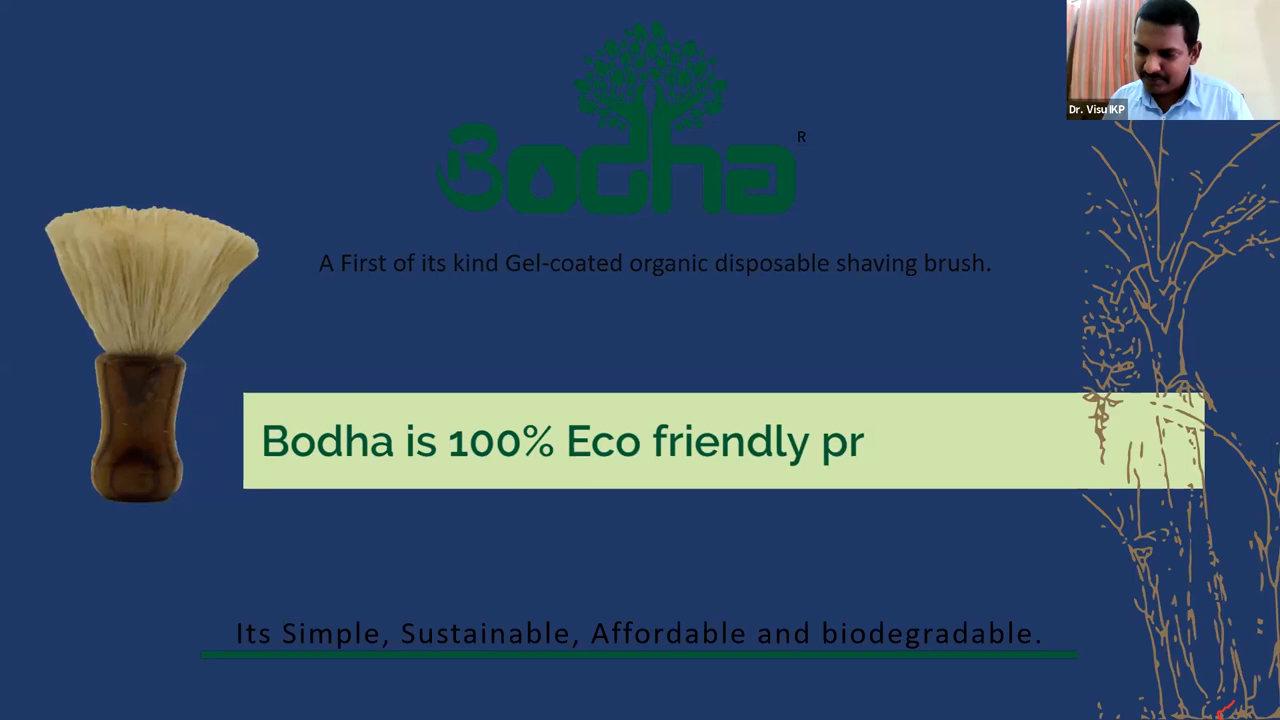 Dr. Visu IKP
Bodha
R
A First of its kind Gel-coated organic disposable shaving brush.
Bodha is 100% Eco friendly pr
Its Simple, Sustainable, Affordable and biodegradable.